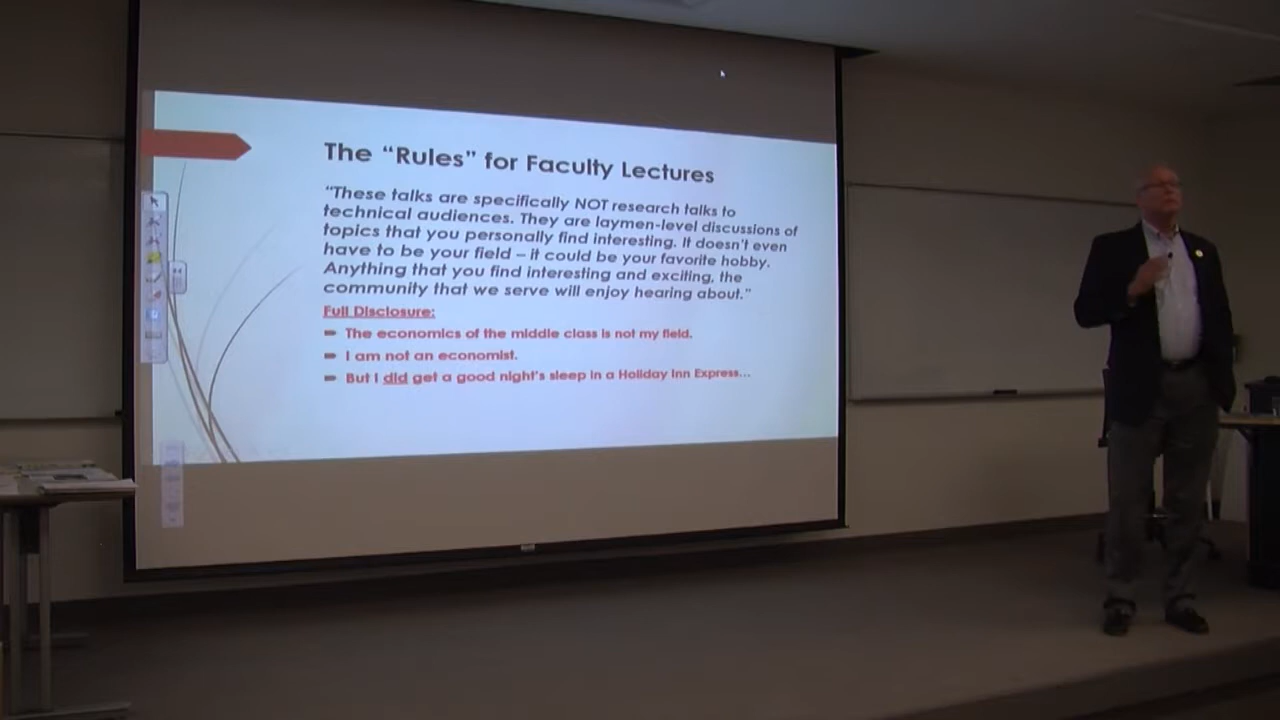 The “Rules” for Faculty Lectures
“These talks are specifically NOT research talks to
technical audiences. They are laymen-level discussions of
topics that you personally find interesting. It doesn’t even
have to be your field – it could be your favorite hobby.
Anything that you find interesting and exciting, the
community that we serve will enjoy hearing about.”
Full Disclosure:
The economics of the middle class is not my field.
I am not an economist.
But I did get a good night’s sleep in a Holiday Inn Express…